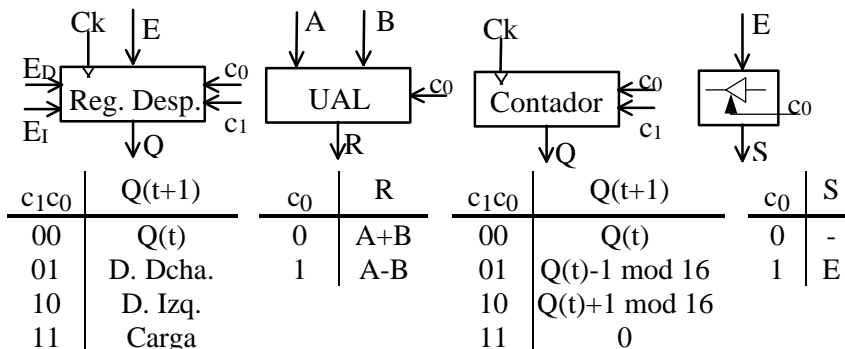 Ck E A B Ck E
E_D c0 c0
Reg. Desp. UAL c0 Contador c0
E_I c1 c1
Q R Q S
c1c0 Q(t+1) c0 R c1c0 Q(t+1) c0 S
00 Q(t) 0 A+B 00 Q(t) 0 -
01 D. Dcha. 1 A-B 01 Q(t)-1 mod 16 1 E
10 D. Izq. 10 Q(t)+1 mod 16
11 Carga 11 0